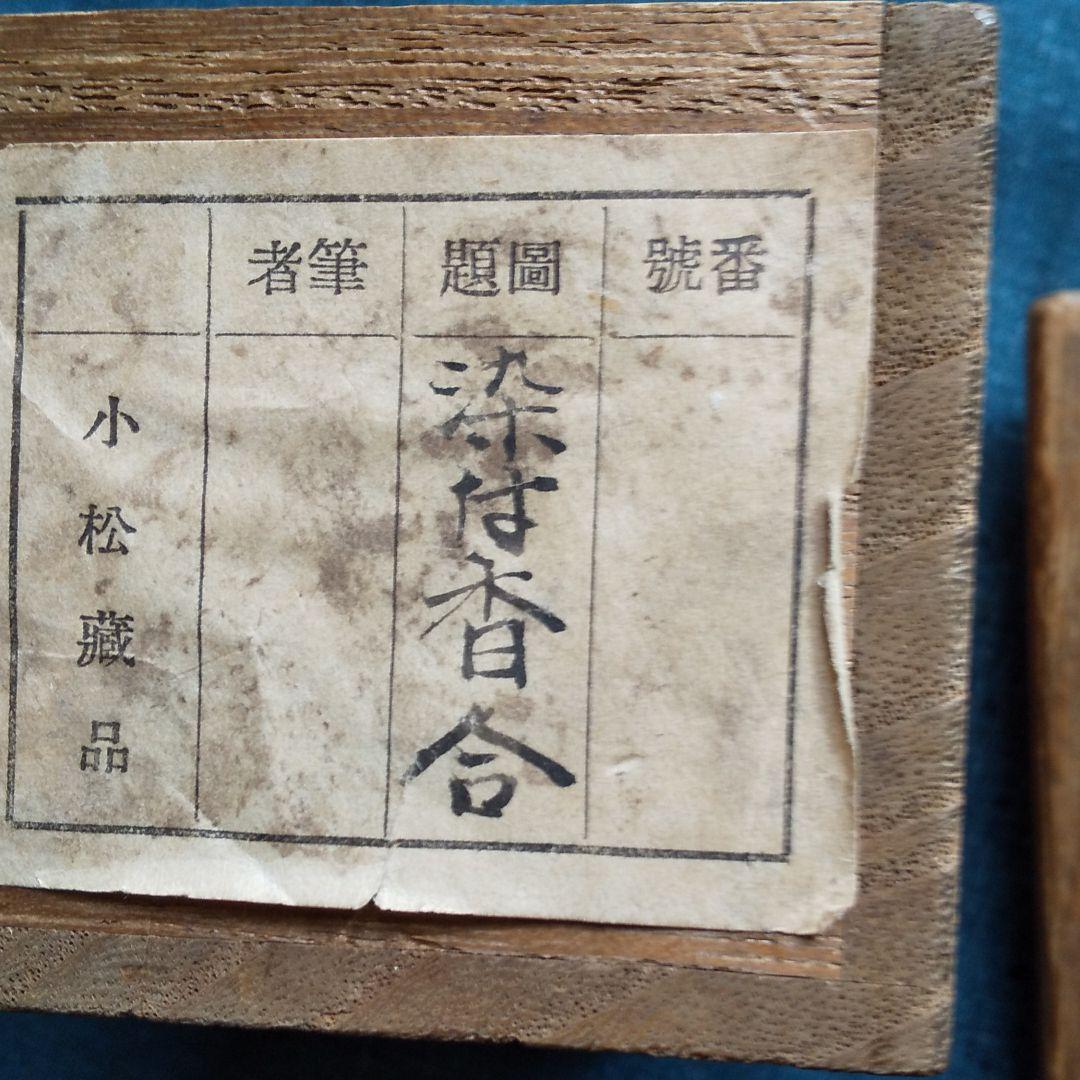 番號
圖題
染付香合
筆者
小松藏品